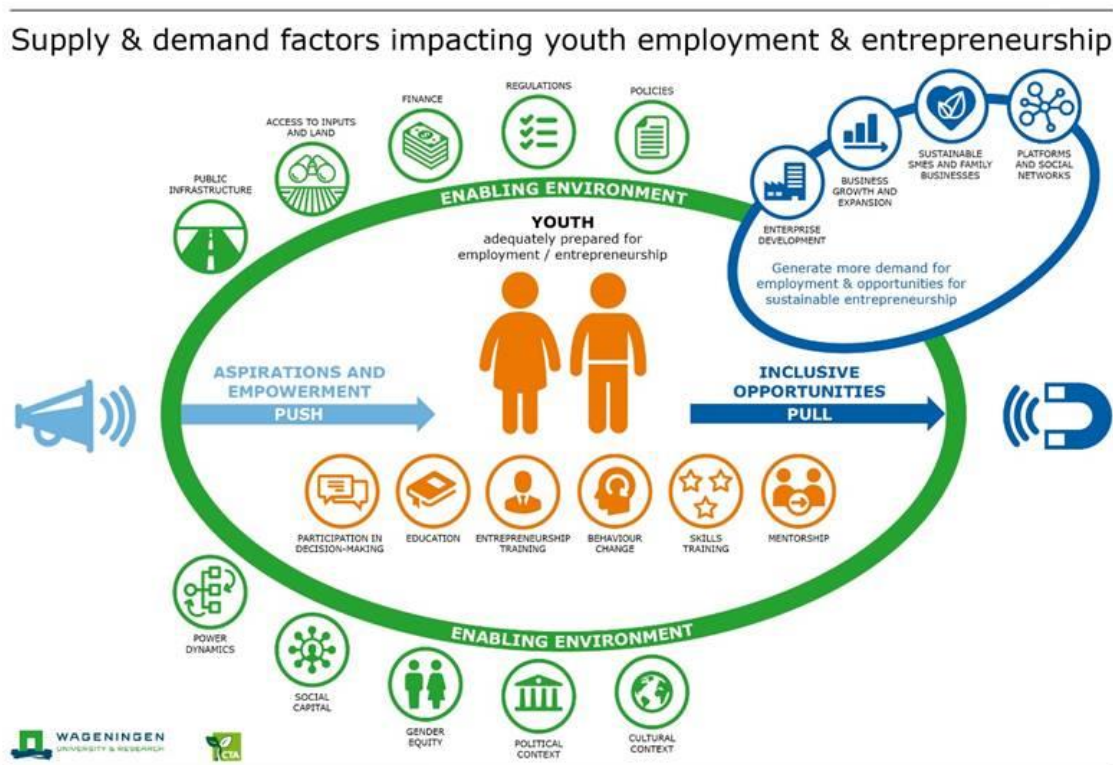 Supply & demand factors impacting youth employment & entrepreneurship
PUBLIC
INFRASTRUCTURE
ACCESS TO INPUTS
AND LAND
FINANCE
REGULATIONS
POLICIES
ENTERPRISE
DEVELOPMENT
BUSINESS
GROWTH AND
EXPANSION
SUSTAINABLE
SMES AND FAMILY
BUSINESSES
PLATFORMS
AND SOCIAL
NETWORKS
Generate more demand for
employment & opportunities for
sustainable entrepreneurship
ENABLING ENVIRONMENT
YOUTH
adequately prepared for
employment / entrepreneurship
ASPIRATIONS AND
EMPOWERMENT
PUSH
INCLUSIVE
OPPORTUNITIES
PULL
PARTICIPATION IN
DECISION-MAKING
EDUCATION
ENTREPRENEURSHIP
TRAINING
BEHAVIOUR
CHANGE
SKILLS
TRAINING
MENTORSHIP
ENABLING ENVIRONMENT
POWER
DYNAMICS
SOCIAL
CAPITAL
GENDER
EQUITY
POLITICAL
CONTEXT
CULTURAL
CONTEXT
WAGENINGEN
UNIVERSITY & RESEARCH
CTA